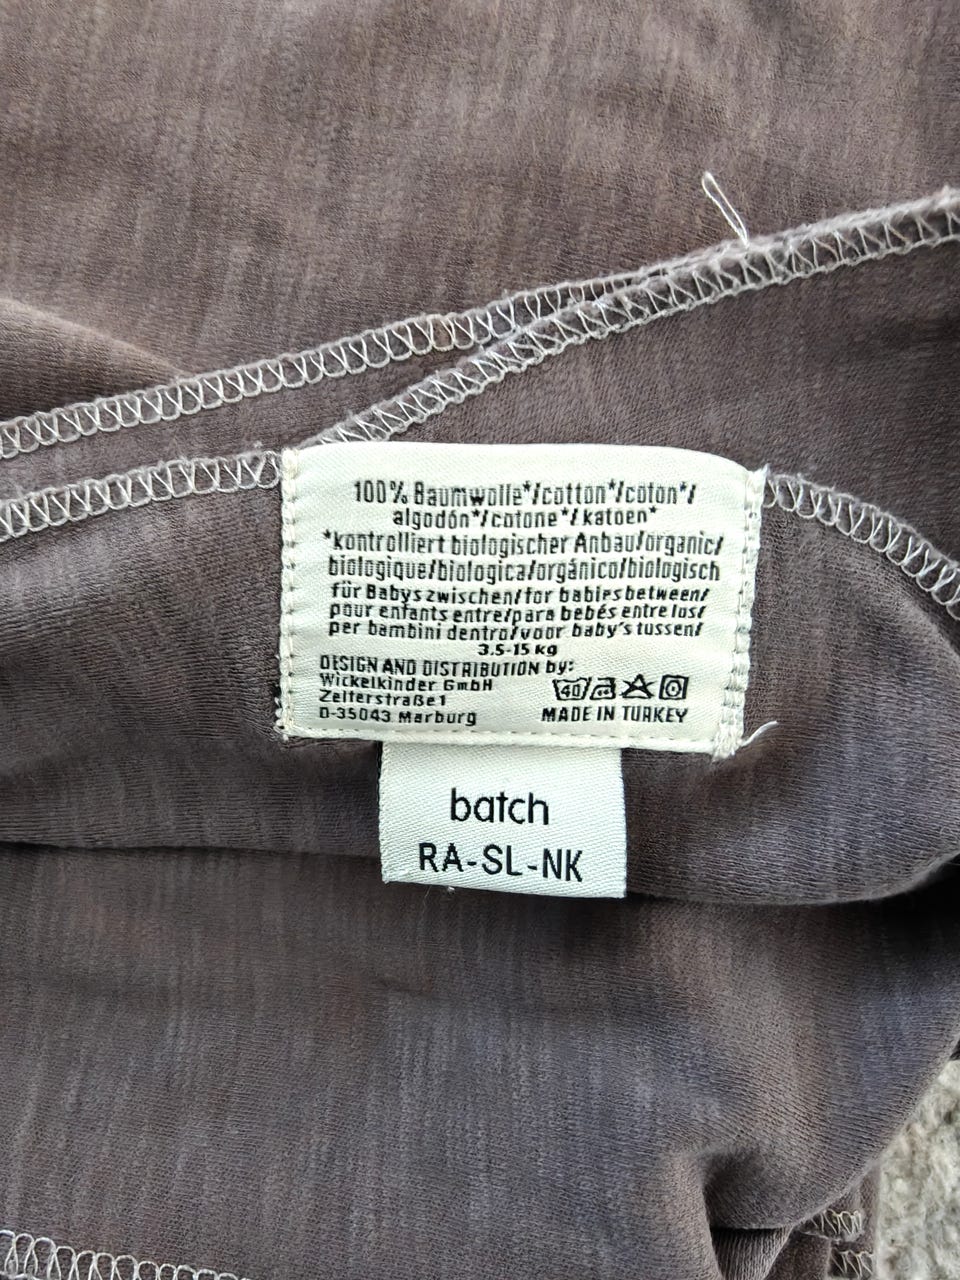 100% Baumwolle*/cotton*/coton*/
algodón*/cotone*/katoen*
*kontrolliert biologischer Anbau/organic/
biologique/biologica/orgánico/biologisch
für Babys zwischen/for babies between/
pour enfants entre/para bebés entre los/
per bambini dentro/voor baby's tussen/
3.5-15 kg
DESIGN AND DISTRIBUTION by:
Wickelkinder GmbH
Zeiterstraße 1
D-35043 Marburg
40
MADE IN TURKEY
batch
RA-SL-NK